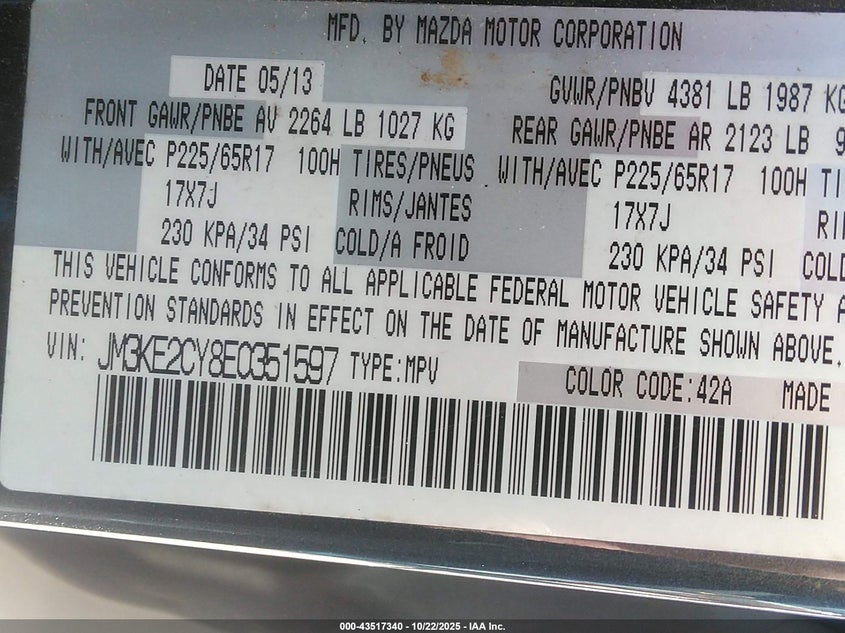 MFD. BY MAZDA MOTOR CORPORATION
DATE 05/13
GVWR/PNBV 4381 LB 1987 KG
FRONT GAWR/PNBE AV 2264 LB 1027 KG
REAR GAWR/PNBE AR 2123 LB 9
WITH/AVEC P225/65R17 100H TIRES/PNEUS
WITH/AVEC P225/65R17 100H TI
17X7J RIMS/JANTES
17X7J RI
230 KPA/34 PSI COLD/A FROID
230 KPA/34 PSI COLD
THIS VEHICLE CONFORMS TO ALL APPLICABLE FEDERAL MOTOR VEHICLE SAFETY A
PREVENTION STANDARDS IN EFFECT ON THE DATE OF MANUFACTURE SHOWN ABOVE.
VIN: JM3KE2CY8E0351597 TYPE:MPV
COLOR CODE:42A MADE
000-43517340 - 10/22/2025 - IAA Inc.